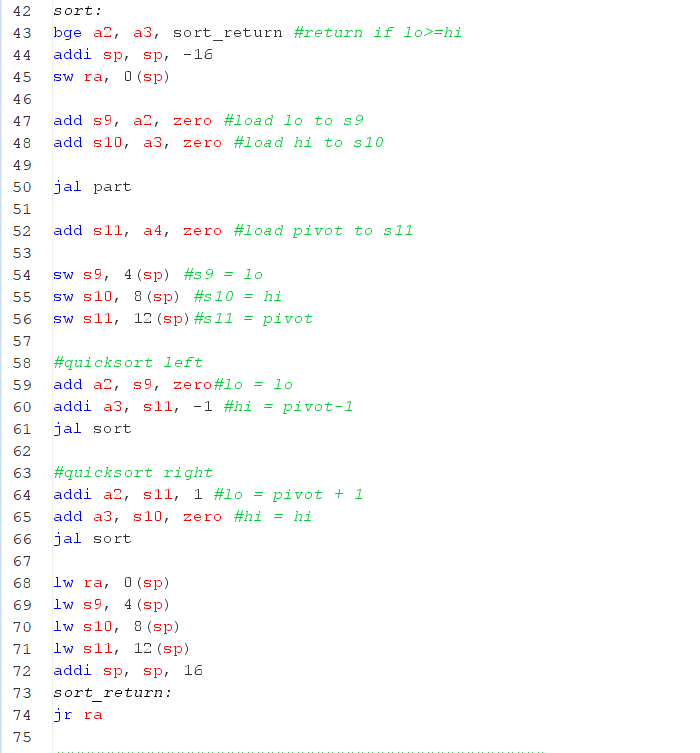 42 sort:
43 bge a2, a3, sort_return #return if lo>=hi
44 addi sp, sp, -16
45 sw ra, 0(sp)
46
47 add s9, a2, zero #load lo to s9
48 add s10, a3, zero #load hi to s10
49
50 jal part
51
52 add s11, a4, zero #load pivot to s11
53
54 sw s9, 4(sp) #s9 = lo
55 sw s10, 8(sp) #s10 = hi
56 sw s11, 12(sp)#s11 = pivot
57
58 #quicksort left
59 add a2, s9, zero#lo = lo
60 addi a3, s11, -1 #hi = pivot-1
61 jal sort
62
63 #quicksort right
64 addi a2, s11, 1 #lo = pivot + 1
65 add a3, s10, zero #hi = hi
66 jal sort
67
68 lw ra, 0(sp)
69 lw s9, 4(sp)
70 lw s10, 8(sp)
71 lw s11, 12(sp)
72 addi sp, sp, 16
73 sort_return:
74 jr ra
75